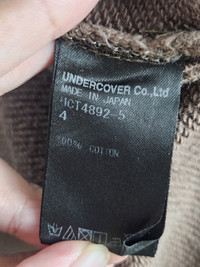 UNDERCOVER Co.,Ltd
MADE IN JAPAN
UCT4892-5
4
100% COTTON